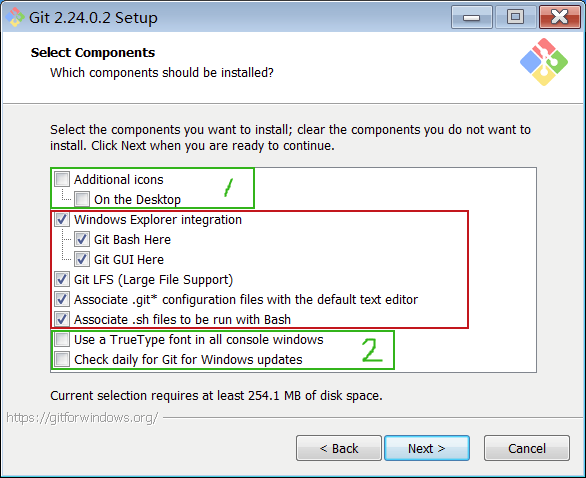 Git 2.24.0.2 Setup
Select Components
Which components should be installed?
Select the components you want to install; clear the components you do not want to
install. Click Next when you are ready to continue.
Additional icons
1
On the Desktop
Windows Explorer integration
Git Bash Here
Git GUI Here
Git LFS (Large File Support)
Associate .git* configuration files with the default text editor
Associate .sh files to be run with Bash
Use a TrueType font in all console windows
2
Check daily for Git for Windows updates
Current selection requires at least 254.1 MB of disk space.
https://gitforwindows.org/
< Back
Next >
Cancel